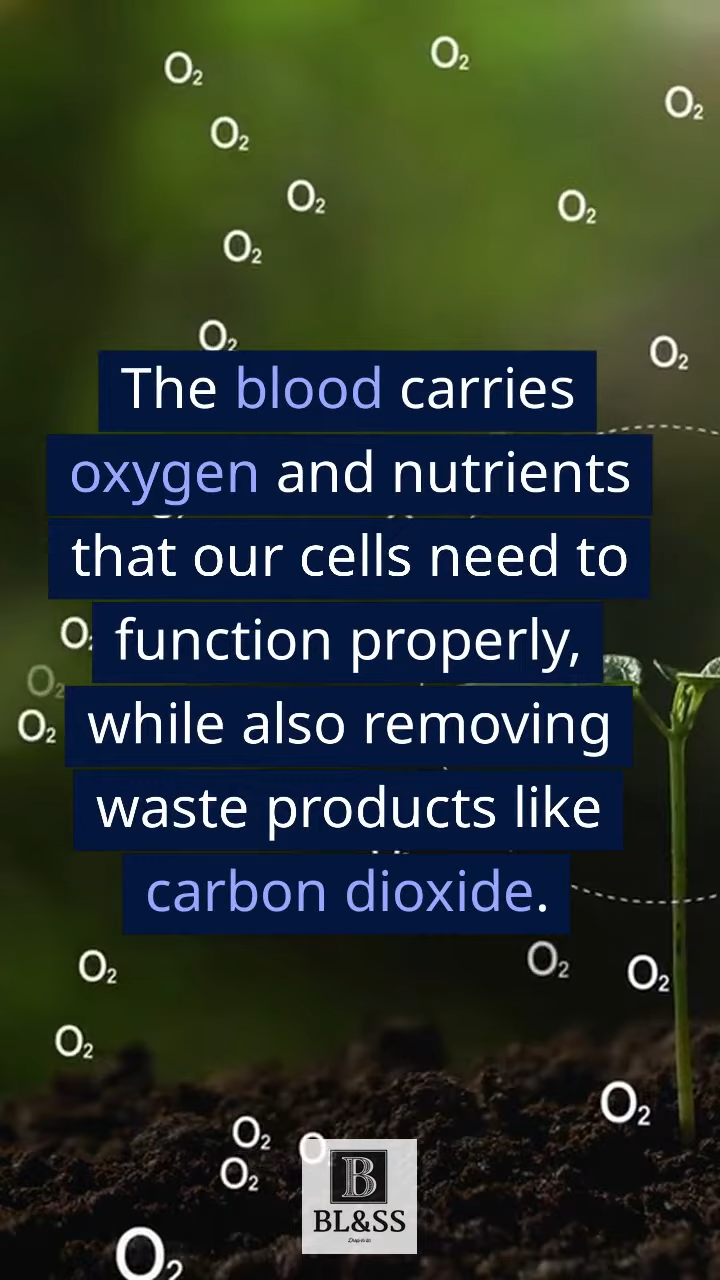 O₂
O₂
O₂
O₂
O₂
O₂
O₂
O₂
O₂
The blood carries
oxygen and nutrients
that our cells need to
function properly,
while also removing
waste products like
carbon dioxide.
O₂
O₂
O₂
O₂
O₂
O₂
O₂
O₂
O₂
O₂
O
B
BL&SS
O₂